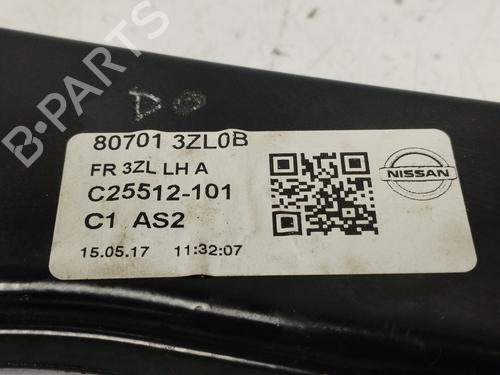 B-PARTS
DO
80701 3ZL0B
FR 3ZL LH A
C25512-101
C1 AS2
15.05.17 11:32:07
NISSAN